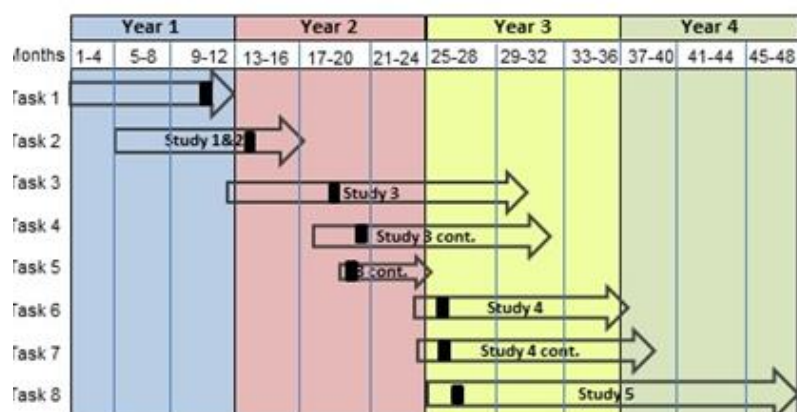 Year 1 Year 2 Year 3 Year 4
Months 1-4 5-8 9-12 13-16 17-20 21-24 25-28 29-32 33-36 37-40 41-44 45-48
Task 1
Task 2 Study 1&2
Task 3 Study 3
Task 4 Study 3 cont.
Task 5 3 cont.
Task 6 Study 4
Task 7 Study 4 cont.
Task 8 Study 5